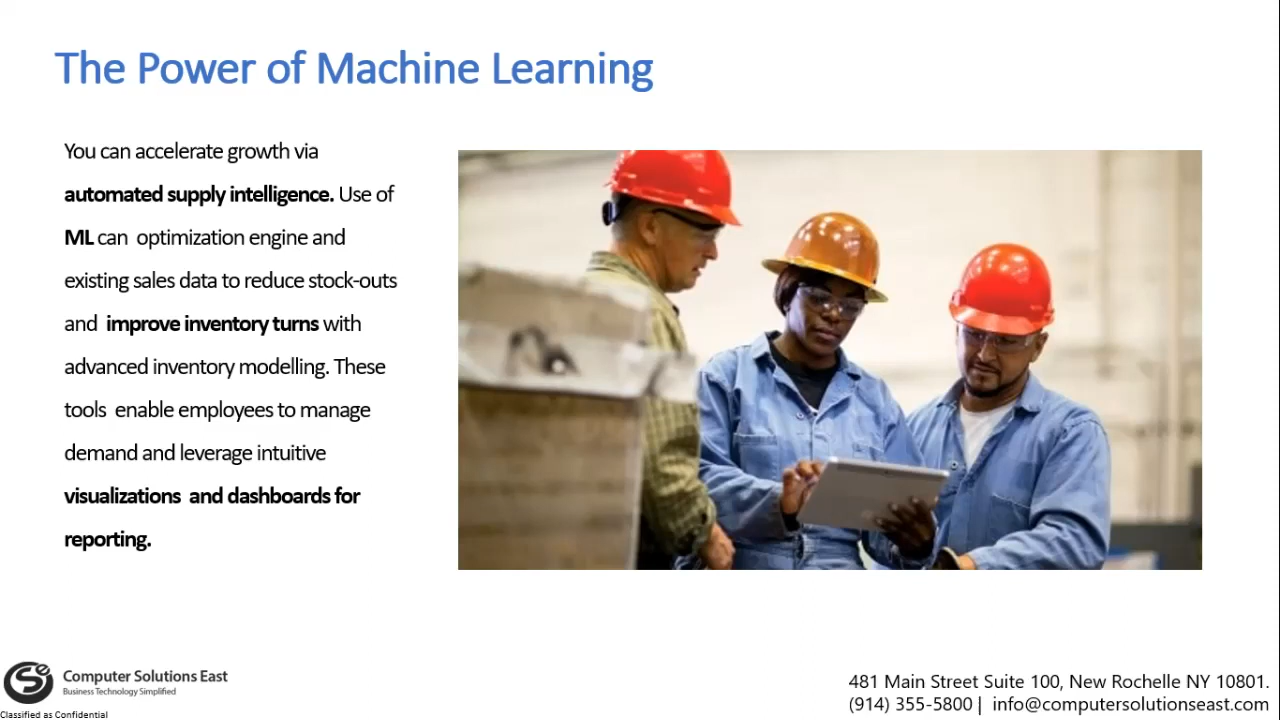 The Power of Machine Learning
You can accelerate growth via
automated supply intelligence. Use of
ML can optimization engine and
existing sales data to reduce stock-outs
and improve inventory turns with
advanced inventory modelling. These
tools enable employees to manage
demand and leverage intuitive
visualizations and dashboards for
reporting.
Computer Solutions East
Business Technology Simplified
Classified as Confidential
481 Main Street Suite 100, New Rochelle NY 10801.
(914) 355-5800 | info@computersolutionseast.com